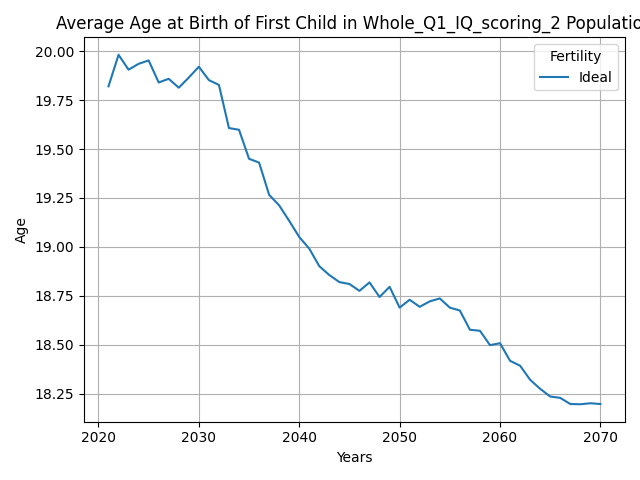 Average Age at Birth of First Child in Whole_Q1_IQ_scoring_2 Populatio
Fertility
Ideal
20.00
19.75
19.50
19.25
19.00
18.75
18.50
18.25
Age
2020 2030 2040 2050 2060 2070
Years